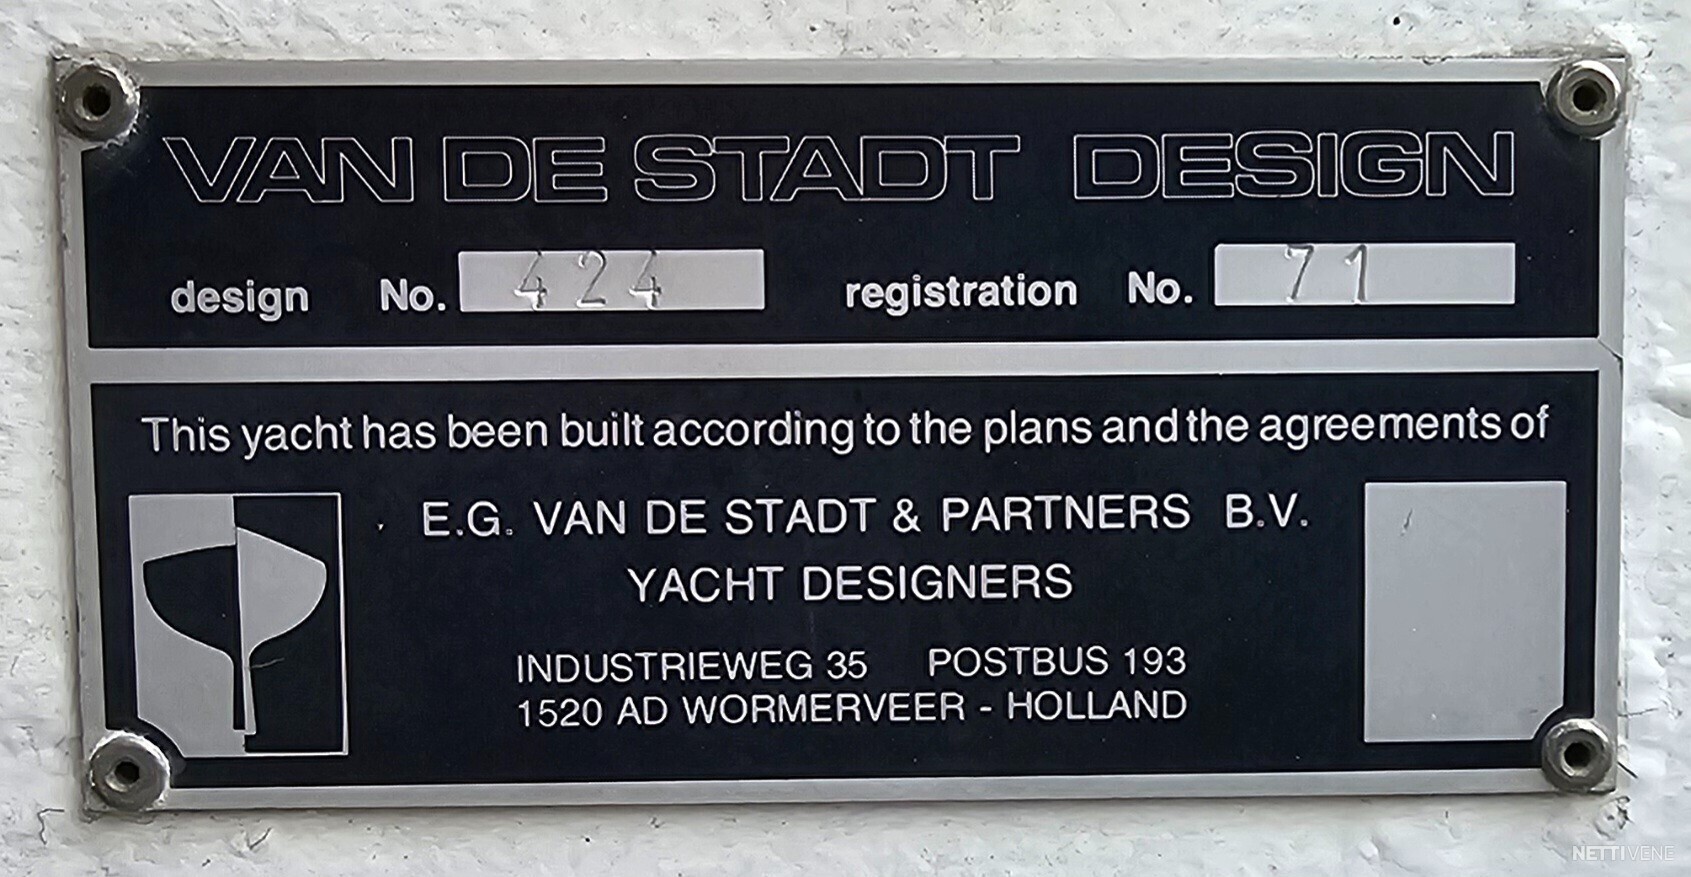 VAN DE STADT DESIGN
design No. 424 registration No. 71
This yacht has been built according to the plans and the agreements of
E.G. VAN DE STADT & PARTNERS B.V.
YACHT DESIGNERS
INDUSTRIEWEG 35 POSTBUS 193
1520 AD WORMERVEER - HOLLAND
NETTIVENE